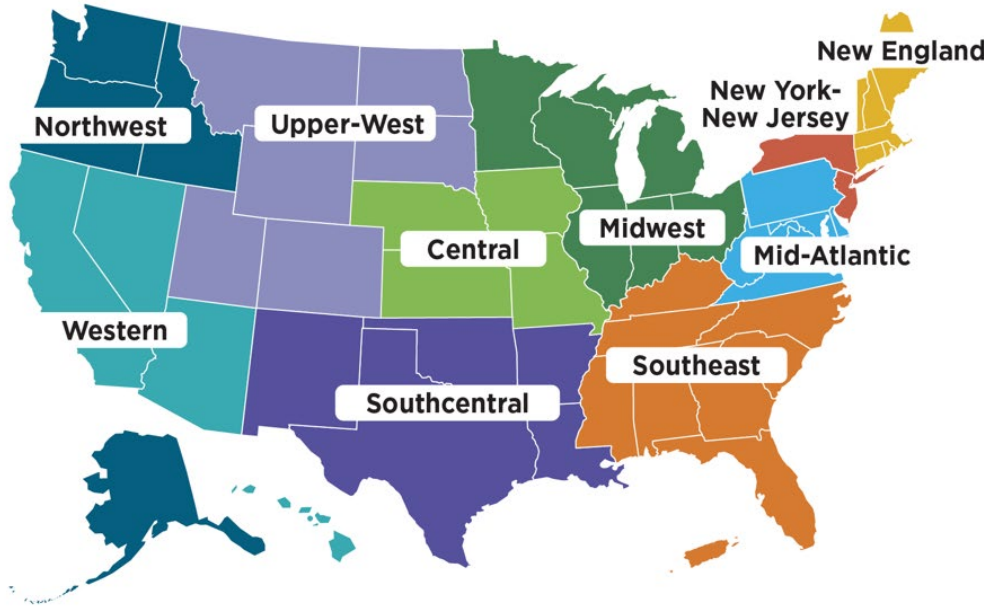 New England
New York-
New Jersey
Northwest
Upper-West
Midwest
Central
Mid-Atlantic
Western
Southeast
Southcentral